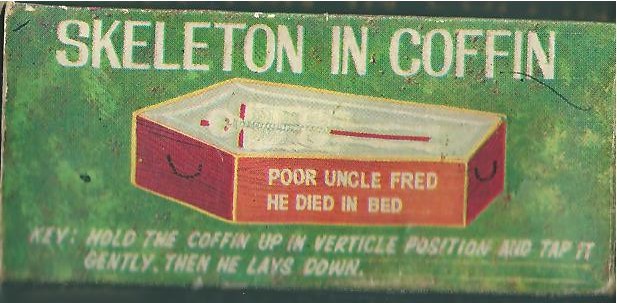 SKELETON IN COFFIN
POOR UNCLE FRED
HE DIED IN BED
KEY: HOLD THE COFFIN UP IN VERTICLE POSITION AND TAP IT
GENTLY. THEN HE LAYS DOWN.